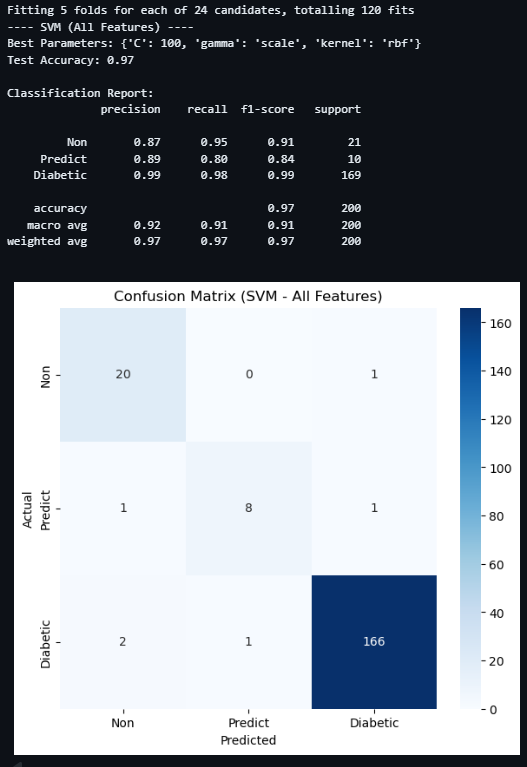 Fitting 5 folds for each of 24 candidates, totalling 120 fits
---- SVM (All Features) ----
Best Parameters: {'C': 100, 'gamma': 'scale', 'kernel': 'rbf'}
Test Accuracy: 0.97
Classification Report:
precision recall f1-score support
Non 0.87 0.95 0.91 21
Predict 0.89 0.80 0.84 10
Diabetic 0.99 0.98 0.99 169
accuracy 0.97 200
macro avg 0.92 0.91 0.91 200
weighted avg 0.97 0.97 0.97 200
Confusion Matrix (SVM - All Features)
Actual
Non 20 0 1
Predict 1 8 1
Diabetic 2 1 166
Non Predict Diabetic
Predicted
160
140
120
100
80
60
40
20
0